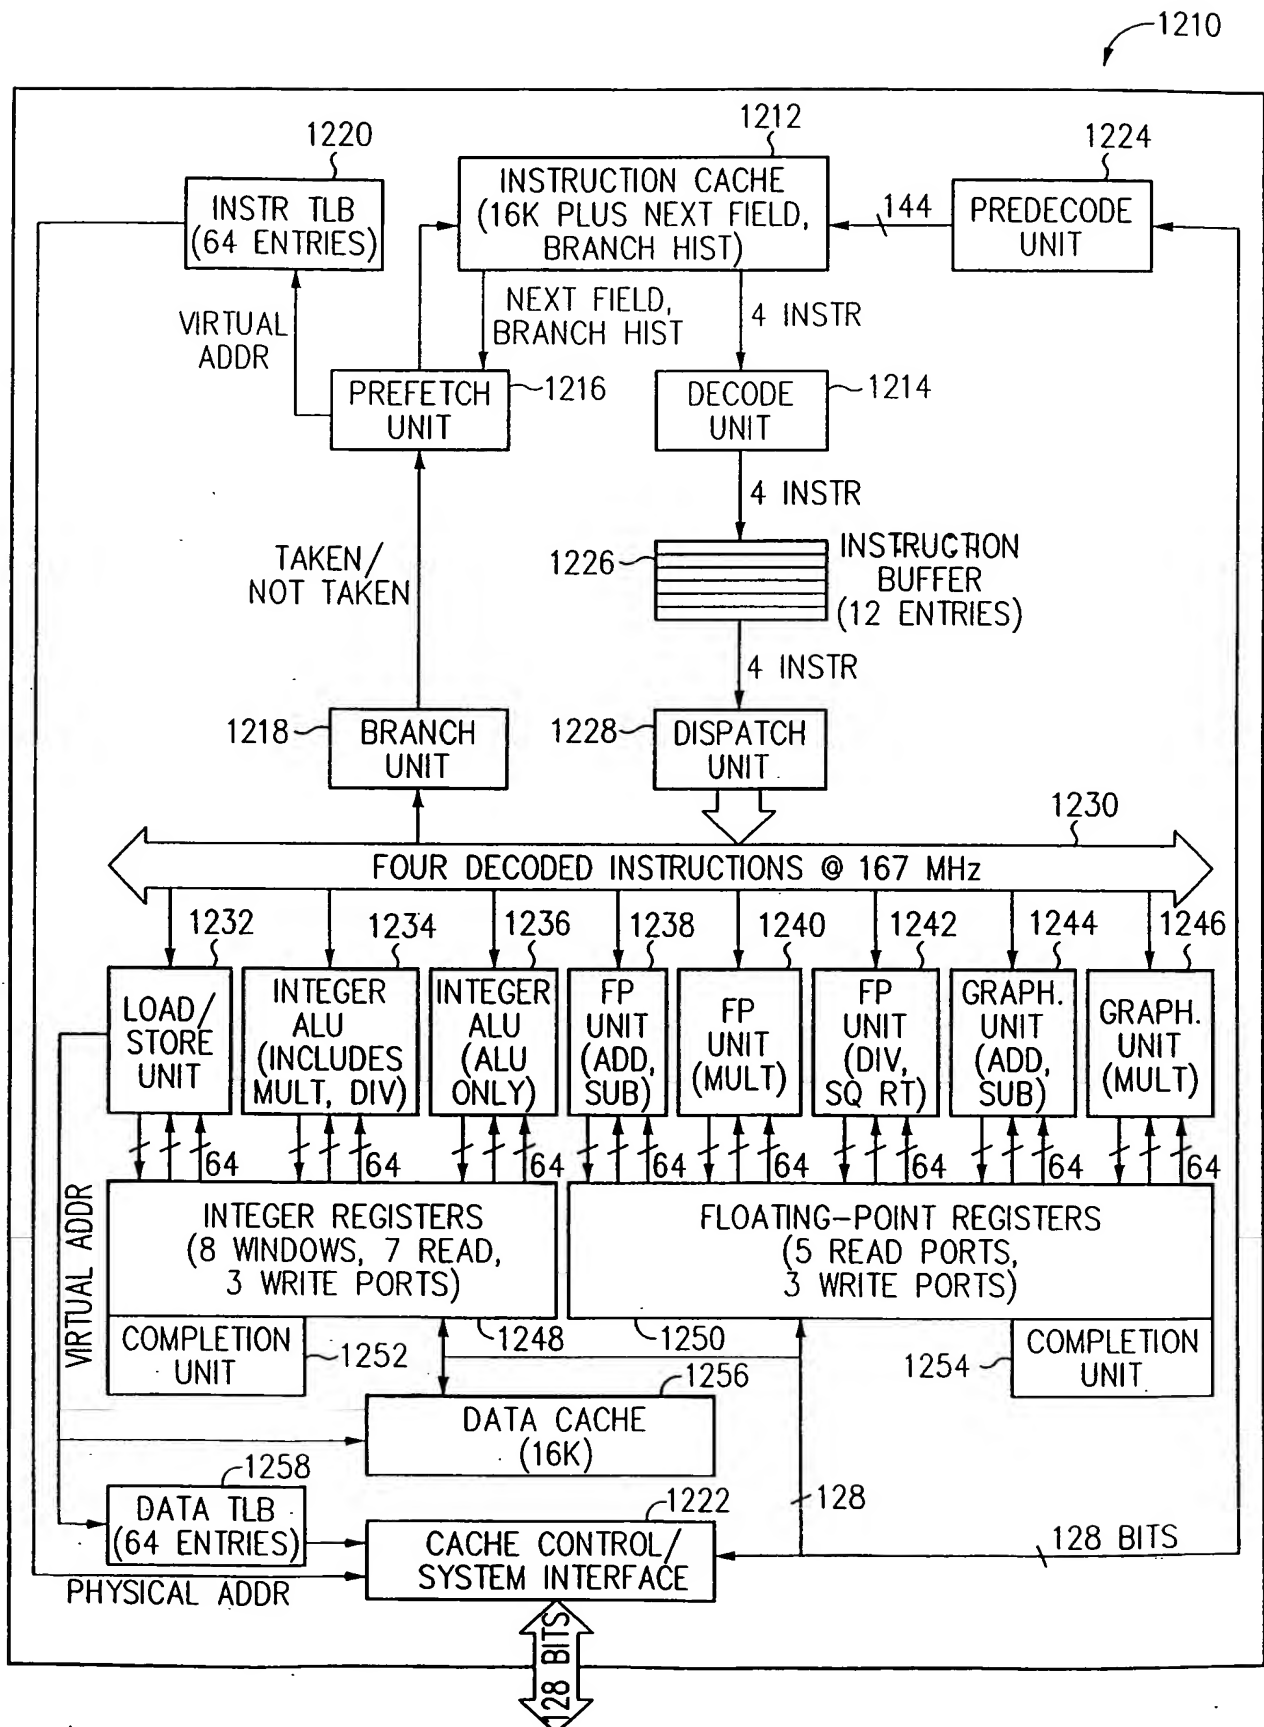 1210
1220
1212
1224
INSTR TLB
(64 ENTRIES)
INSTRUCTION CACHE
(16K PLUS NEXT FIELD,
BRANCH HIST)
144
PREDECODE
UNIT
VIRTUAL
ADDR
NEXT FIELD,
BRANCH HIST
4 INSTR
PREFETCH
UNIT
1216
DECODE
UNIT
1214
4 INSTR
TAKEN/
NOT TAKEN
1226
INSTRUCTION
BUFFER
(12 ENTRIES)
4 INSTR
1218
BRANCH
UNIT
1228
DISPATCH
UNIT
1230
FOUR DECODED INSTRUCTIONS @ 167 MHz
1232
1234
1236
1238
1240
1242
1244
1246
LOAD/
STORE
UNIT
INTEGER
ALU
(INCLUDES
MULT, DIV)
INTEGER
ALU
(ALU
ONLY)
FP
UNIT
(ADD,
SUB)
FP
UNIT
(MULT)
FP
UNIT
(DIV,
SQ RT)
GRAPH.
UNIT
(ADD,
SUB)
GRAPH.
UNIT
(MULT)
64
64
64
64
64
64
64
64
VIRTUAL ADDR
INTEGER REGISTERS
(8 WINDOWS, 7 READ,
3 WRITE PORTS)
FLOATING-POINT REGISTERS
(5 READ PORTS,
3 WRITE PORTS)
COMPLETION
UNIT
1252
1248
1250
1254
COMPLETION
UNIT
1256
DATA CACHE
(16K)
1258
DATA TLB
(64 ENTRIES)
1222
CACHE CONTROL/
SYSTEM INTERFACE
128
128 BITS
PHYSICAL ADDR
128 BITS